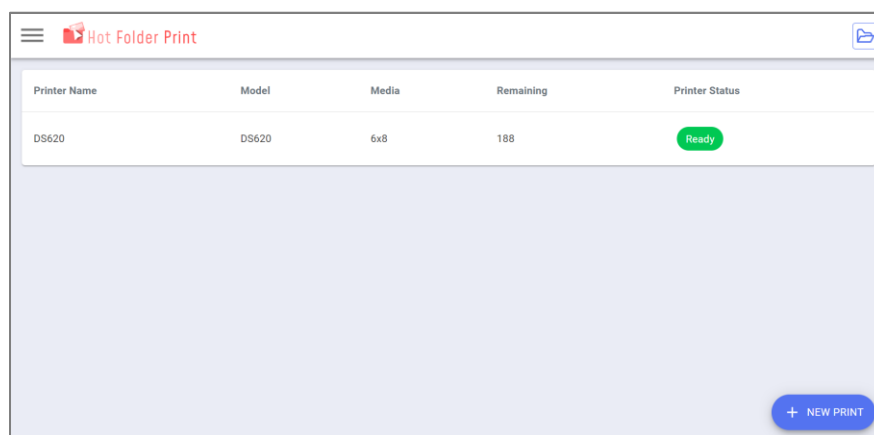 Hot Folder Print
Printer Name Model Media Remaining Printer Status
DS620 DS620 6x8 188 Ready
+ NEW PRINT